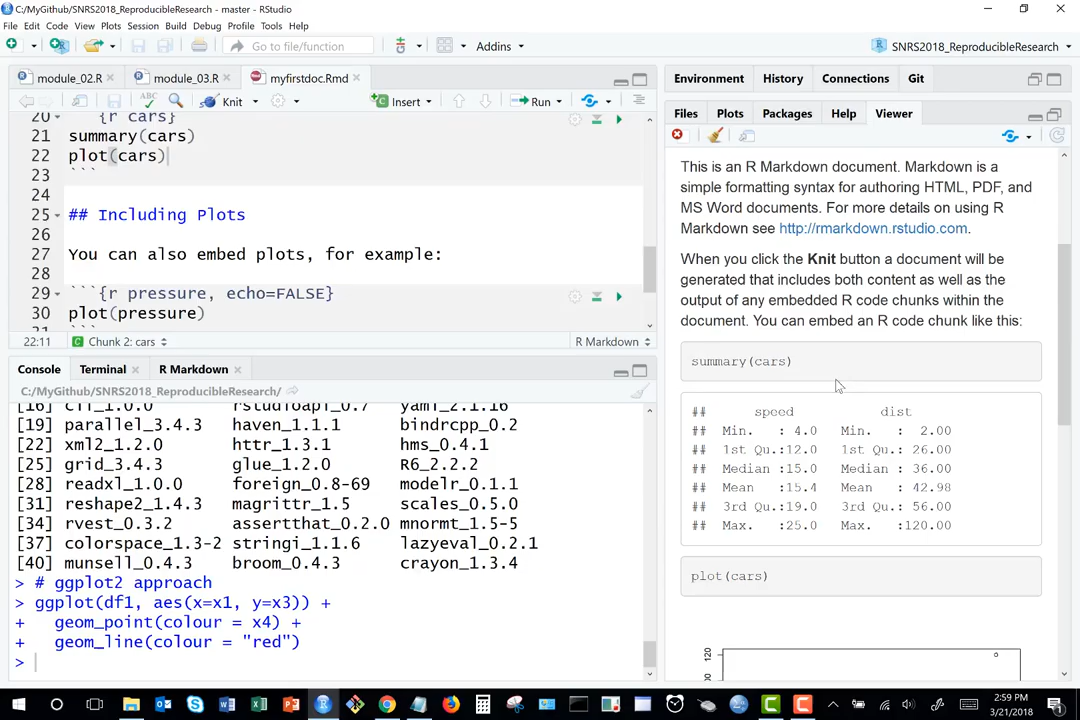 C:/MyGithub/SNRS2018_ReproducibleResearch - master - RStudio
File Edit Code View Plots Session Build Debug Profile Tools Help
Go to file/function
Addins
SNRS2018_ReproducibleResearch
module_02.R
module_03.R
myfirstdoc.Rmd
ABC
Knit
Insert
Run
20 {r cars}
21 summary(cars)
22 plot(cars)
23 ```
24
25 ## Including Plots
26
27 You can also embed plots, for example:
28
29 ```{r pressure, echo=FALSE}
30 plot(pressure)
31 ```
22:11 Chunk 2: cars R Markdown
Console Terminal R Markdown
C:/MyGithub/SNRS2018_ReproducibleResearch/
[16] cli_1.0.0 rstudioapi_0.7 yaml_2.1.16
[19] parallel_3.4.3 haven_1.1.1 bindrcpp_0.2
[22] xml2_1.2.0 httr_1.3.1 hms_0.4.1
[25] grid_3.4.3 glue_1.2.0 R6_2.2.2
[28] readxl_1.0.0 foreign_0.8-69 modelr_0.1.1
[31] reshape2_1.4.3 magrittr_1.5 scales_0.5.0
[34] rvest_0.3.2 assertthat_0.2.0 mnormt_1.5-5
[37] colorspace_1.3-2 stringi_1.1.6 lazyeval_0.2.1
[40] munsell_0.4.3 broom_0.4.3 crayon_1.3.4
> # ggplot2 approach
> ggplot(df1, aes(x=x1, y=x3)) +
+ geom_point(colour = x4) +
+ geom_line(colour = "red")
>
Environment History Connections Git
Files Plots Packages Help Viewer
This is an R Markdown document. Markdown is a
simple formatting syntax for authoring HTML, PDF, and
MS Word documents. For more details on using R
Markdown see http://rmarkdown.rstudio.com.
When you click the Knit button a document will be
generated that includes both content as well as the
output of any embedded R code chunks within the
document. You can embed an R code chunk like this:
summary(cars)
## speed dist
## Min. : 4.0 Min. : 2.00
## 1st Qu.:12.0 1st Qu.: 26.00
## Median :15.0 Median : 36.00
## Mean :15.4 Mean : 42.98
## 3rd Qu.:19.0 3rd Qu.: 56.00
## Max. :25.0 Max. :120.00
plot(cars)
120
2:59 PM
3/21/2018